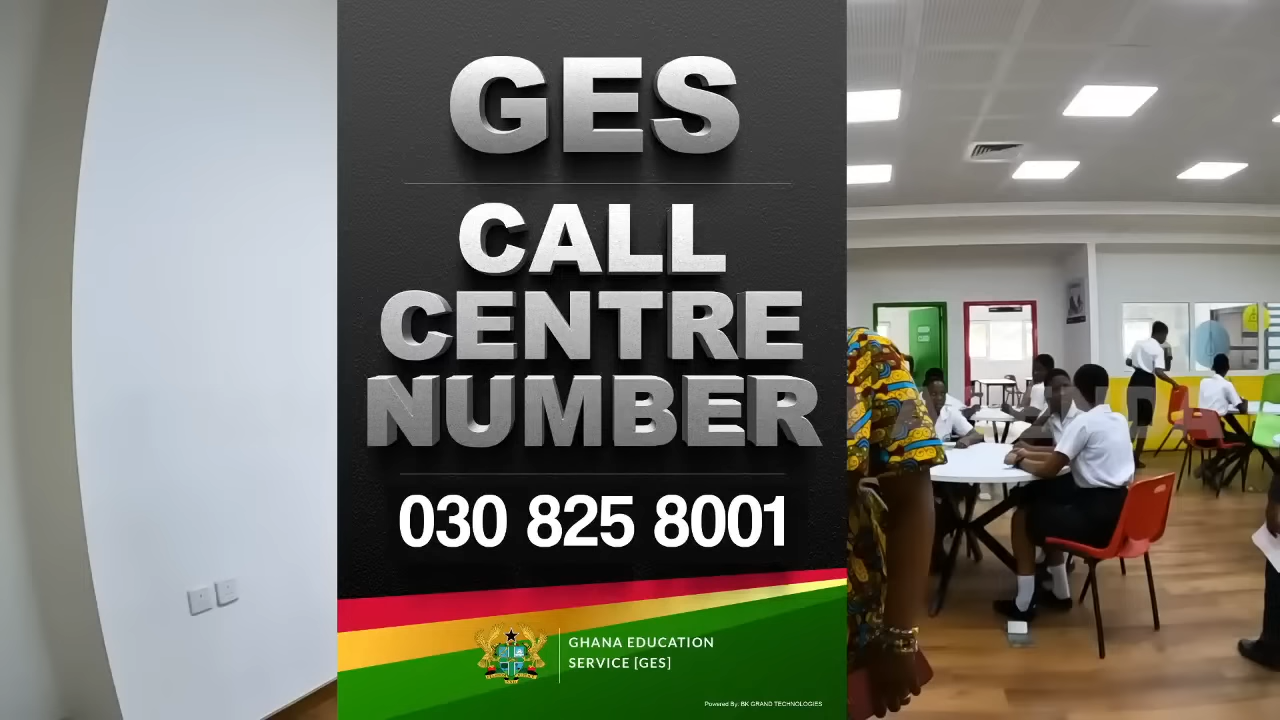 GES
CALL
CENTRE
NUMBER
030 825 8001
GHANA EDUCATION
SERVICE [GES]
Powered By: BK GRAND TECHNOLOGIES